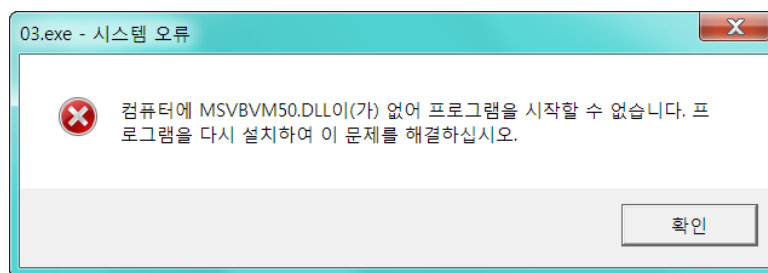 03.exe - 시스템 오류
컴퓨터에 MSVBVM50.DLL이(가) 없어 프로그램을 시작할 수 없습니다. 프
로그램을 다시 설치하여 이 문제를 해결하십시오.
확인